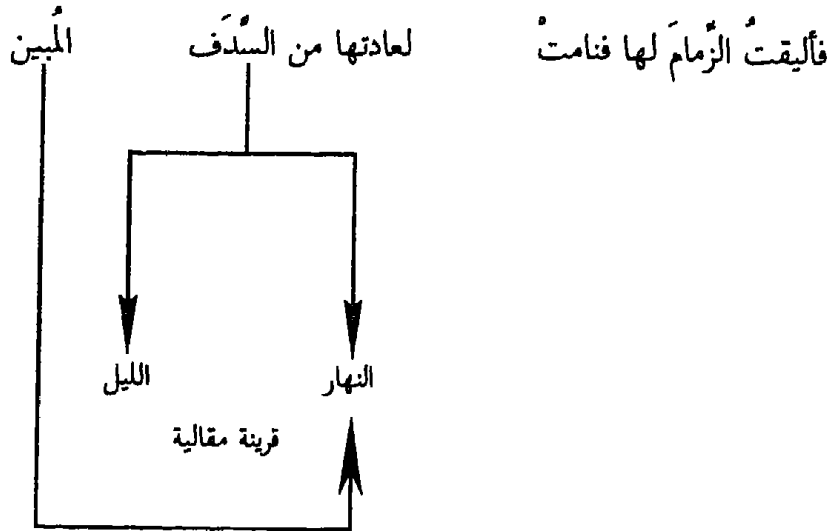 فأليقتُ الزِّمامَ لها فنامتْ لعادتها من السَّدَف المُبين
النهار الليل
قرينة مقالية